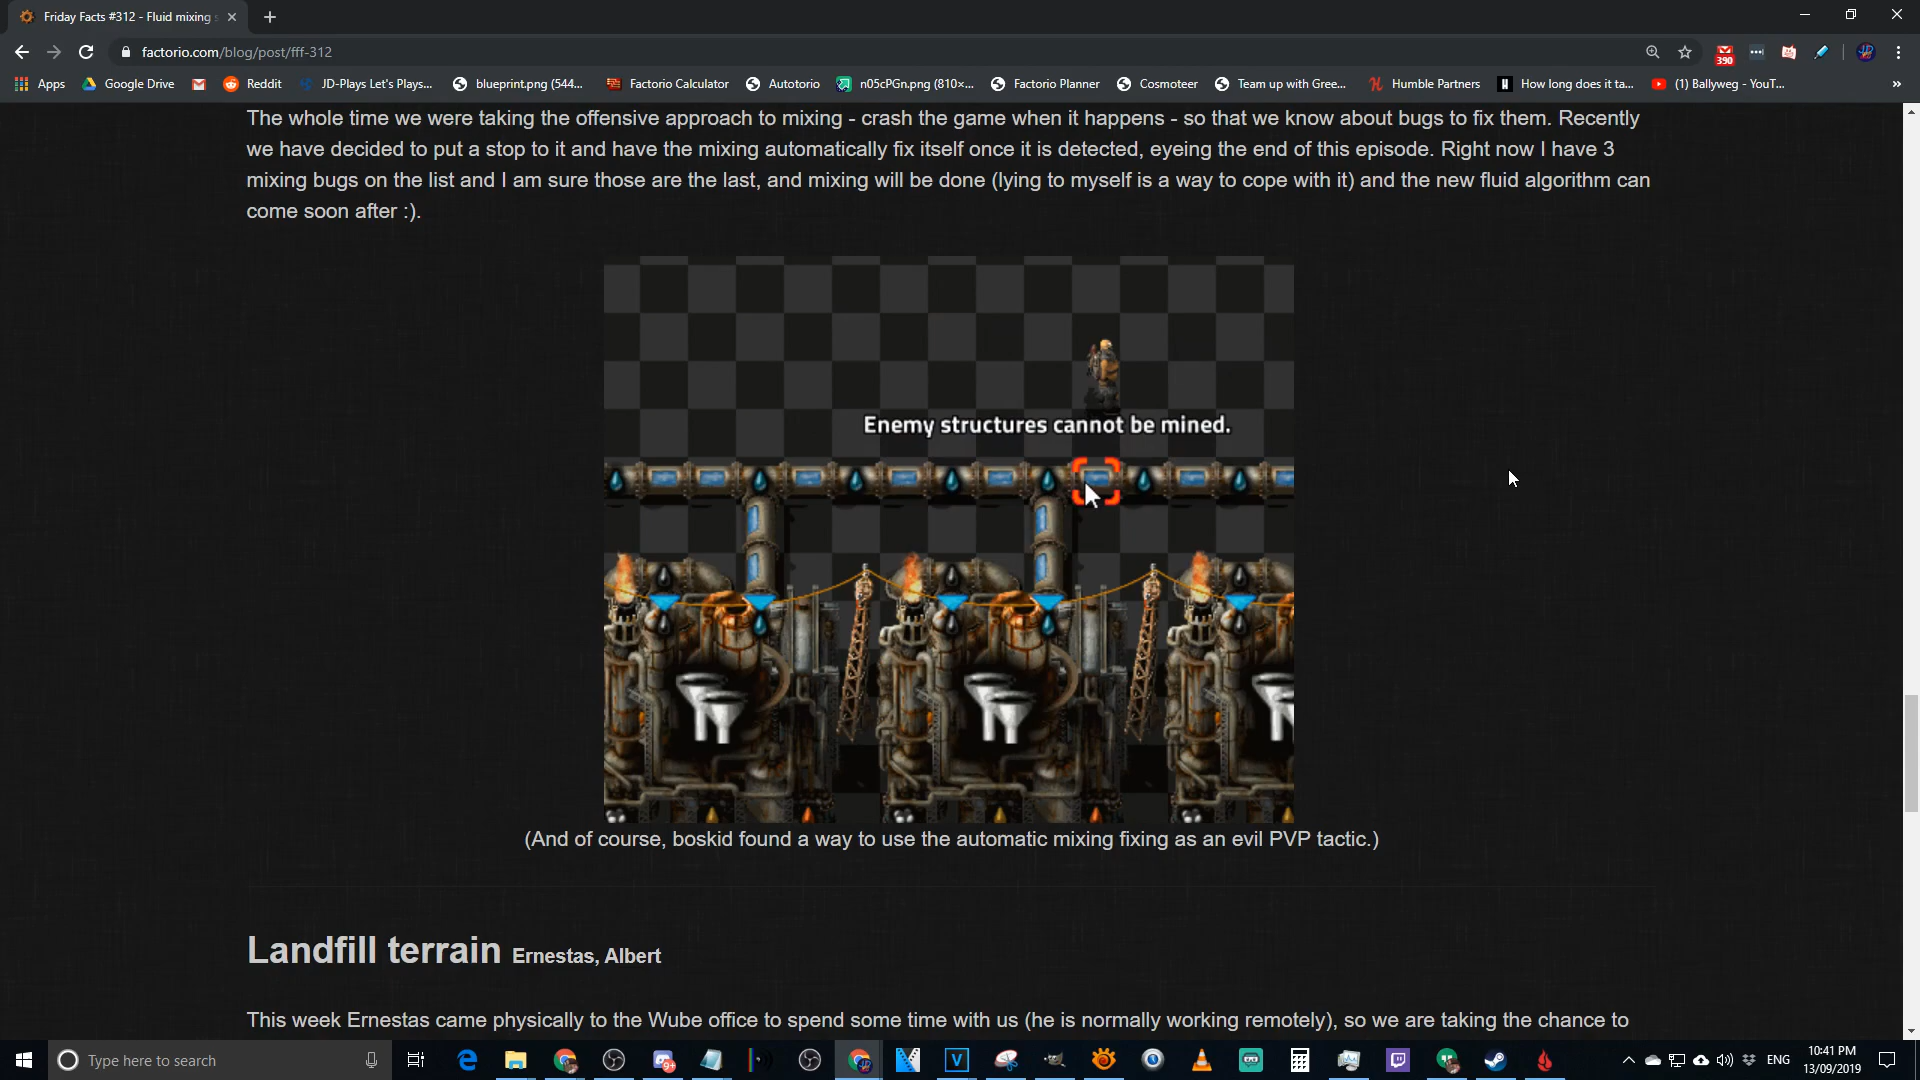 Friday Facts #312 - Fluid mixing s
factorio.com/blog/post/fff-312
390
Apps Google Drive Reddit JD-Plays Let's Plays... blueprint.png (544... Factorio Calculator Autotorio n05cPGn.png (810×... Factorio Planner Cosmoteer Team up with Gree... Humble Partners How long does it ta... (1) Ballyweg - YouT... »
The whole time we were taking the offensive approach to mixing - crash the game when it happens - so that we know about bugs to fix them. Recently
we have decided to put a stop to it and have the mixing automatically fix itself once it is detected, eyeing the end of this episode. Right now I have 3
mixing bugs on the list and I am sure those are the last, and mixing will be done (lying to myself is a way to cope with it) and the new fluid algorithm can
come soon after :).
Enemy structures cannot be mined.
(And of course, boskid found a way to use the automatic mixing fixing as an evil PVP tactic.)
Landfill terrain Ernestas, Albert
This week Ernestas came physically to the Wube office to spend some time with us (he is normally working remotely), so we are taking the chance to
Type here to search
ENG
10:41 PM
13/09/2019